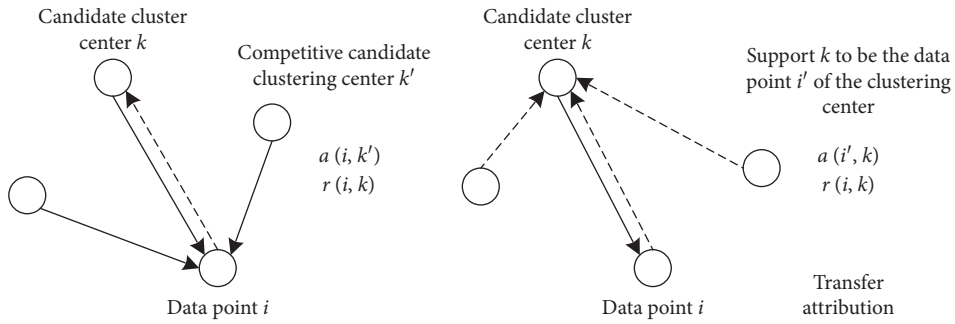 Candidate cluster
center k
Competitive candidate
clustering center k′
a (i, k′)
r (i, k)
Data point i
Candidate cluster
center k
Support k to be the data
point i′ of the clustering
center
a (i′, k)
r (i, k)
Data point i
Transfer
attribution